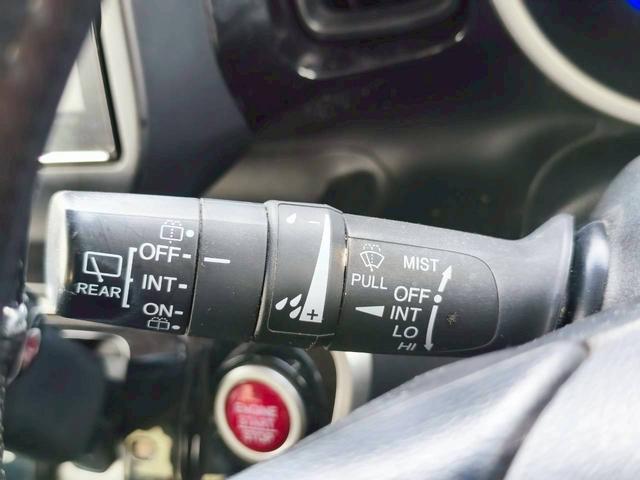 OFF
REAR
INT
ON
-
+
PULL
MIST
OFF
INT
LO
HI
ENGINE
START
STOP